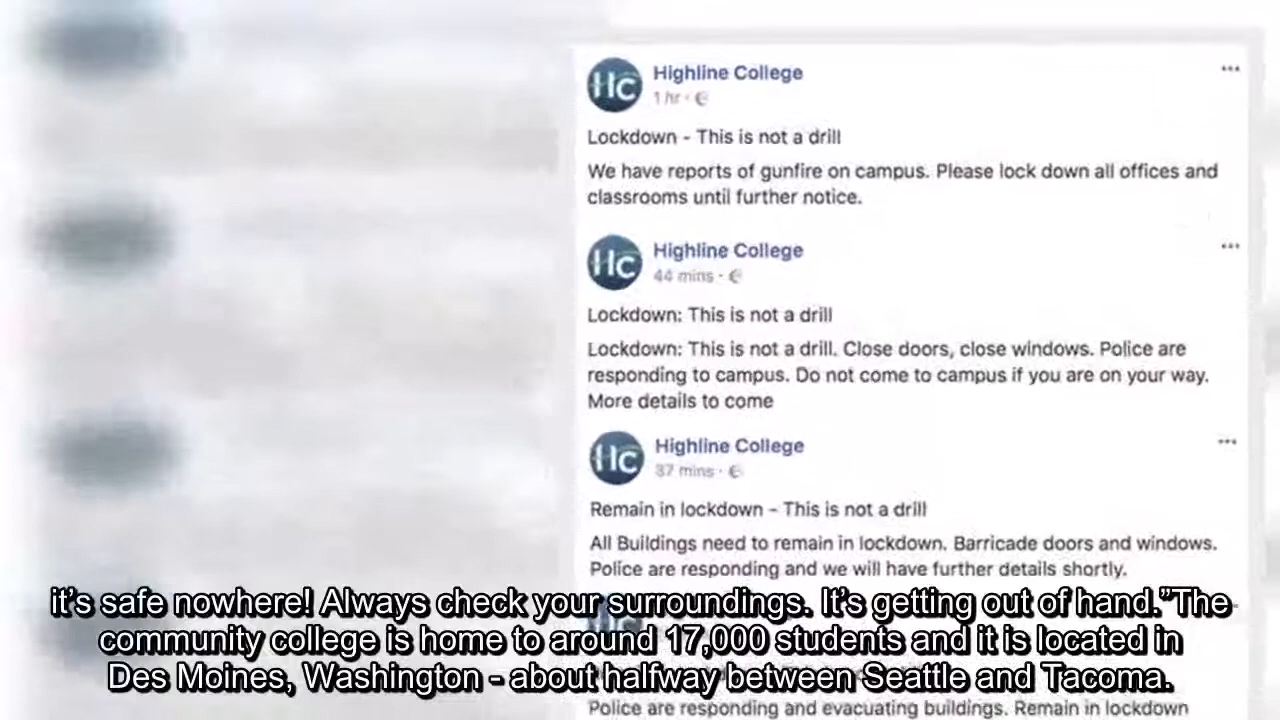 Hc Highline College
1 hr
Lockdown - This is not a drill
We have reports of gunfire on campus. Please lock down all offices and
classrooms until further notice.
Hc Highline College
44 mins
Lockdown: This is not a drill
Lockdown: This is not a drill. Close doors, close windows. Police are
responding to campus. Do not come to campus if you are on your way.
More details to come
Hc Highline College
37 mins
Remain in lockdown - This is not a drill
All Buildings need to remain in lockdown. Barricade doors and windows.
Police are responding and we will have further details shortly.
it's safe nowhere! Always check your surroundings. It's getting out of hand.”The
community college is home to around 17,000 students and it is located in
Des Moines, Washington - about halfway between Seattle and Tacoma.
Police are responding and evacuating buildings. Remain in lockdown